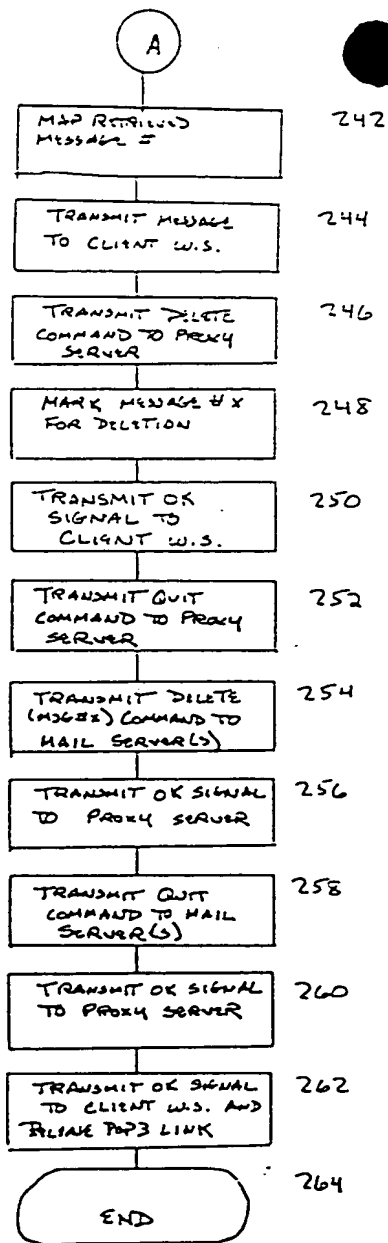 A
MAP RETRIEVED
MESSAGE #
242
TRANSMIT MESSAGE
TO CLIENT W.S.
244
TRANSMIT DELETE
COMMAND TO PROXY
SERVER
246
MARK MESSAGE # X
FOR DELETION
248
TRANSMIT OK
SIGNAL TO
CLIENT W.S.
250
TRANSMIT QUIT
COMMAND TO PROXY
SERVER
252
TRANSMIT DELETE
(MSG#X) COMMAND TO
MAIL SERVER(S)
254
TRANSMIT OK SIGNAL
TO PROXY SERVER
256
TRANSMIT QUIT
COMMAND TO MAIL
SERVER(S)
258
TRANSMIT OK SIGNAL
TO PROXY SERVER
260
TRANSMIT OK SIGNAL
TO CLIENT W.S. AND
RELEASE POP3 LINK
262
END
264